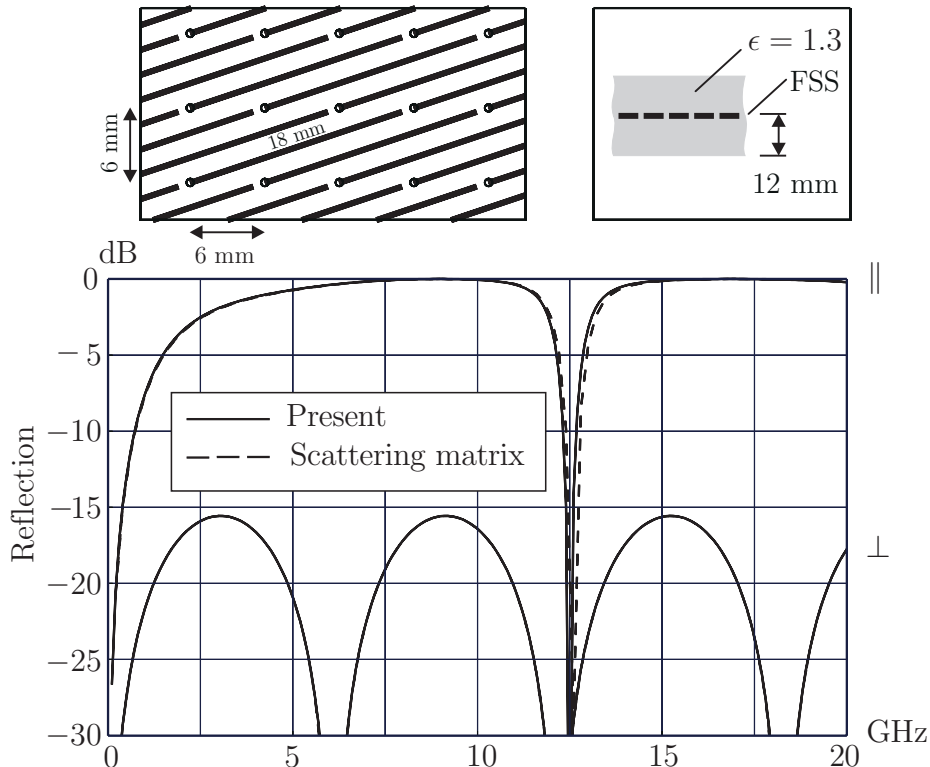 6 mm
18 mm
6 mm
ϵ = 1.3
FSS
12 mm
dB
0
−5
−10
−15
−20
−25
−30
Reflection
Present
Scattering matrix
∥
⊥
0
5
10
15
20
GHz